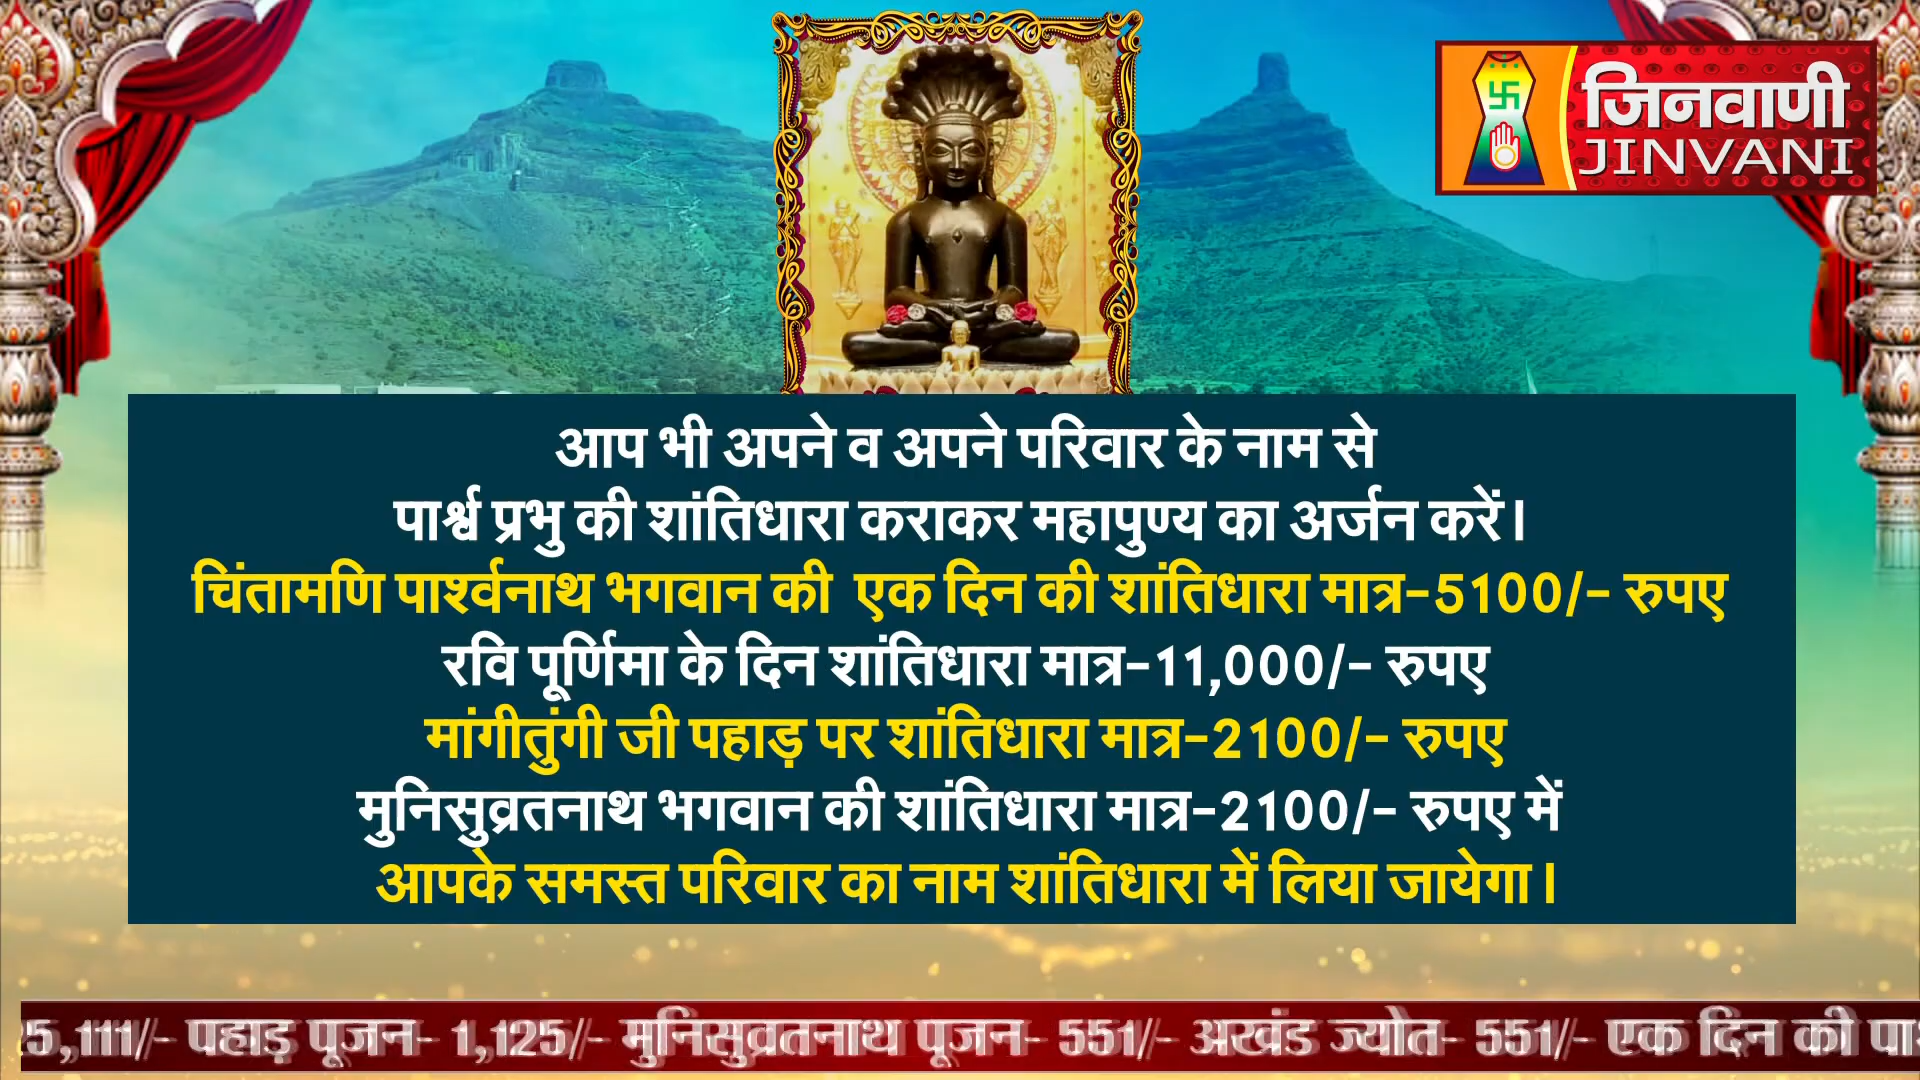 जिनवाणी
JINVANI
आप भी अपने व अपने परिवार के नाम से
पार्श्व प्रभु की शांतिधारा कराकर महापुण्य का अर्जन करें।
चिंतामणि पार्श्वनाथ भगवान की एक दिन की शांतिधारा मात्र-5100/- रुपए
रवि पूर्णिमा के दिन शांतिधारा मात्र-11,000/- रुपए
मांगीतुंगी जी पहाड़ पर शांतिधारा मात्र-2100/- रुपए
मुनिसुव्रतनाथ भगवान की शांतिधारा मात्र-2100/- रुपए में
आपके समस्त परिवार का नाम शांतिधारा में लिया जायेगा।
5,111/- पहाड़ पूजन- 1,125/- मुनिसुव्रतनाथ पूजन- 551/- अखंड ज्योत- 551/- एक दिन की